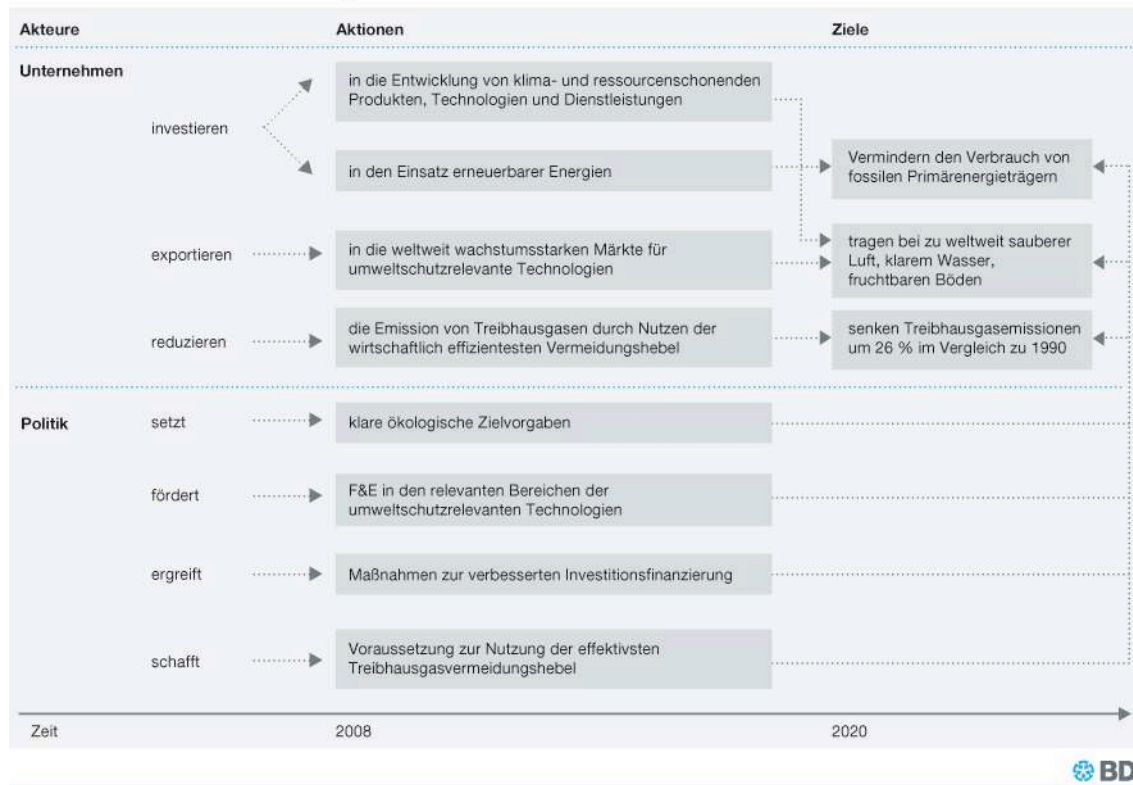 Akteure Aktionen Ziele
Unternehmen
investieren
in die Entwicklung von klima- und ressourcenschonenden
Produkten, Technologien und Dienstleistungen
in den Einsatz erneuerbarer Energien
Vermindern den Verbrauch von
fossilen Primärenergieträgern
exportieren
in die weltweit wachstumsstarken Märkte für
umweltschutzrelevante Technologien
tragen bei zu weltweit sauberer
Luft, klarem Wasser,
fruchtbaren Böden
reduzieren
die Emission von Treibhausgasen durch Nutzen der
wirtschaftlich effizientesten Vermeidungshebel
senken Treibhausgasemissionen
um 26 % im Vergleich zu 1990
Politik
setzt
klare ökologische Zielvorgaben
fördert
F&E in den relevanten Bereichen der
umweltschutzrelevanten Technologien
ergreift
Maßnahmen zur verbesserten Investitionsfinanzierung
schafft
Voraussetzung zur Nutzung der effektivsten
Treibhausgasvermeidungshebel
Zeit 2008 2020
BD